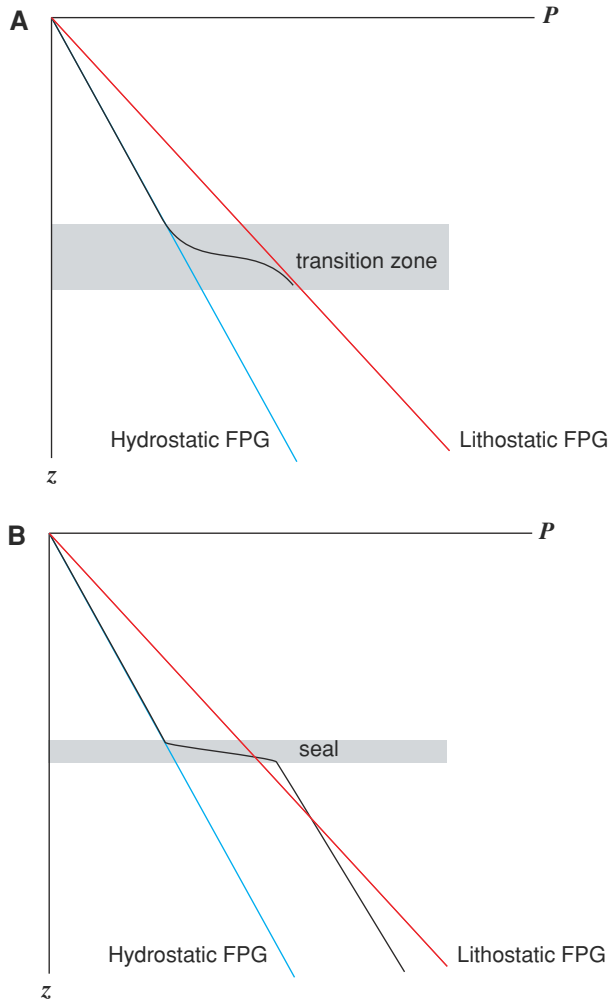 A
P
transition zone
Hydrostatic FPG
Lithostatic FPG
z
B
P
seal
Hydrostatic FPG
Lithostatic FPG
z